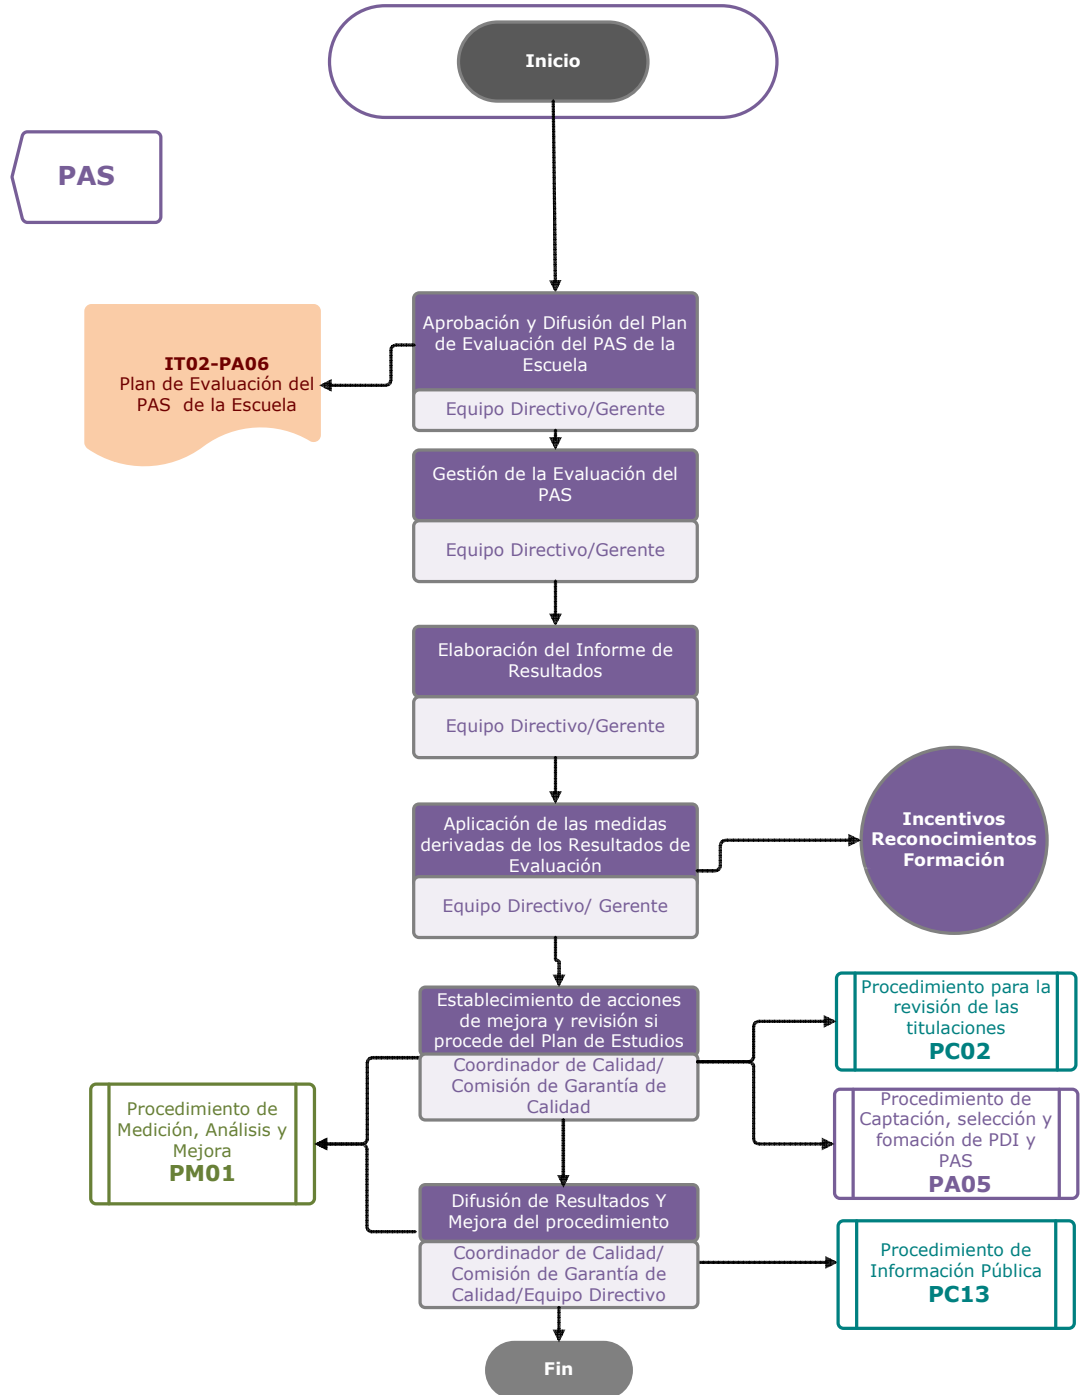 Inicio
PAS
Aprobación y Difusión del Plan
de Evaluación del PAS de la
Escuela
Equipo Directivo/Gerente
IT02-PA06
Plan de Evaluación del
PAS de la Escuela
Gestión de la Evaluación del
PAS
Equipo Directivo/Gerente
Elaboración del Informe de
Resultados
Equipo Directivo/Gerente
Aplicación de las medidas
derivadas de los Resultados de
Evaluación
Equipo Directivo/ Gerente
Incentivos
Reconocimientos
Formación
Establecimiento de acciones
de mejora y revisión si
procede del Plan de Estudios
Coordinador de Calidad/
Comisión de Garantía de
Calidad
Procedimiento para la
revisión de las
titulaciones
PC02
Procedimiento de
Captación, selección y
fomación de PDI y
PAS
PA05
Procedimiento de
Medición, Análisis y
Mejora
PM01
Difusión de Resultados Y
Mejora del procedimiento
Coordinador de Calidad/
Comisión de Garantía de
Calidad/Equipo Directivo
Procedimiento de
Información Pública
PC13
Fin